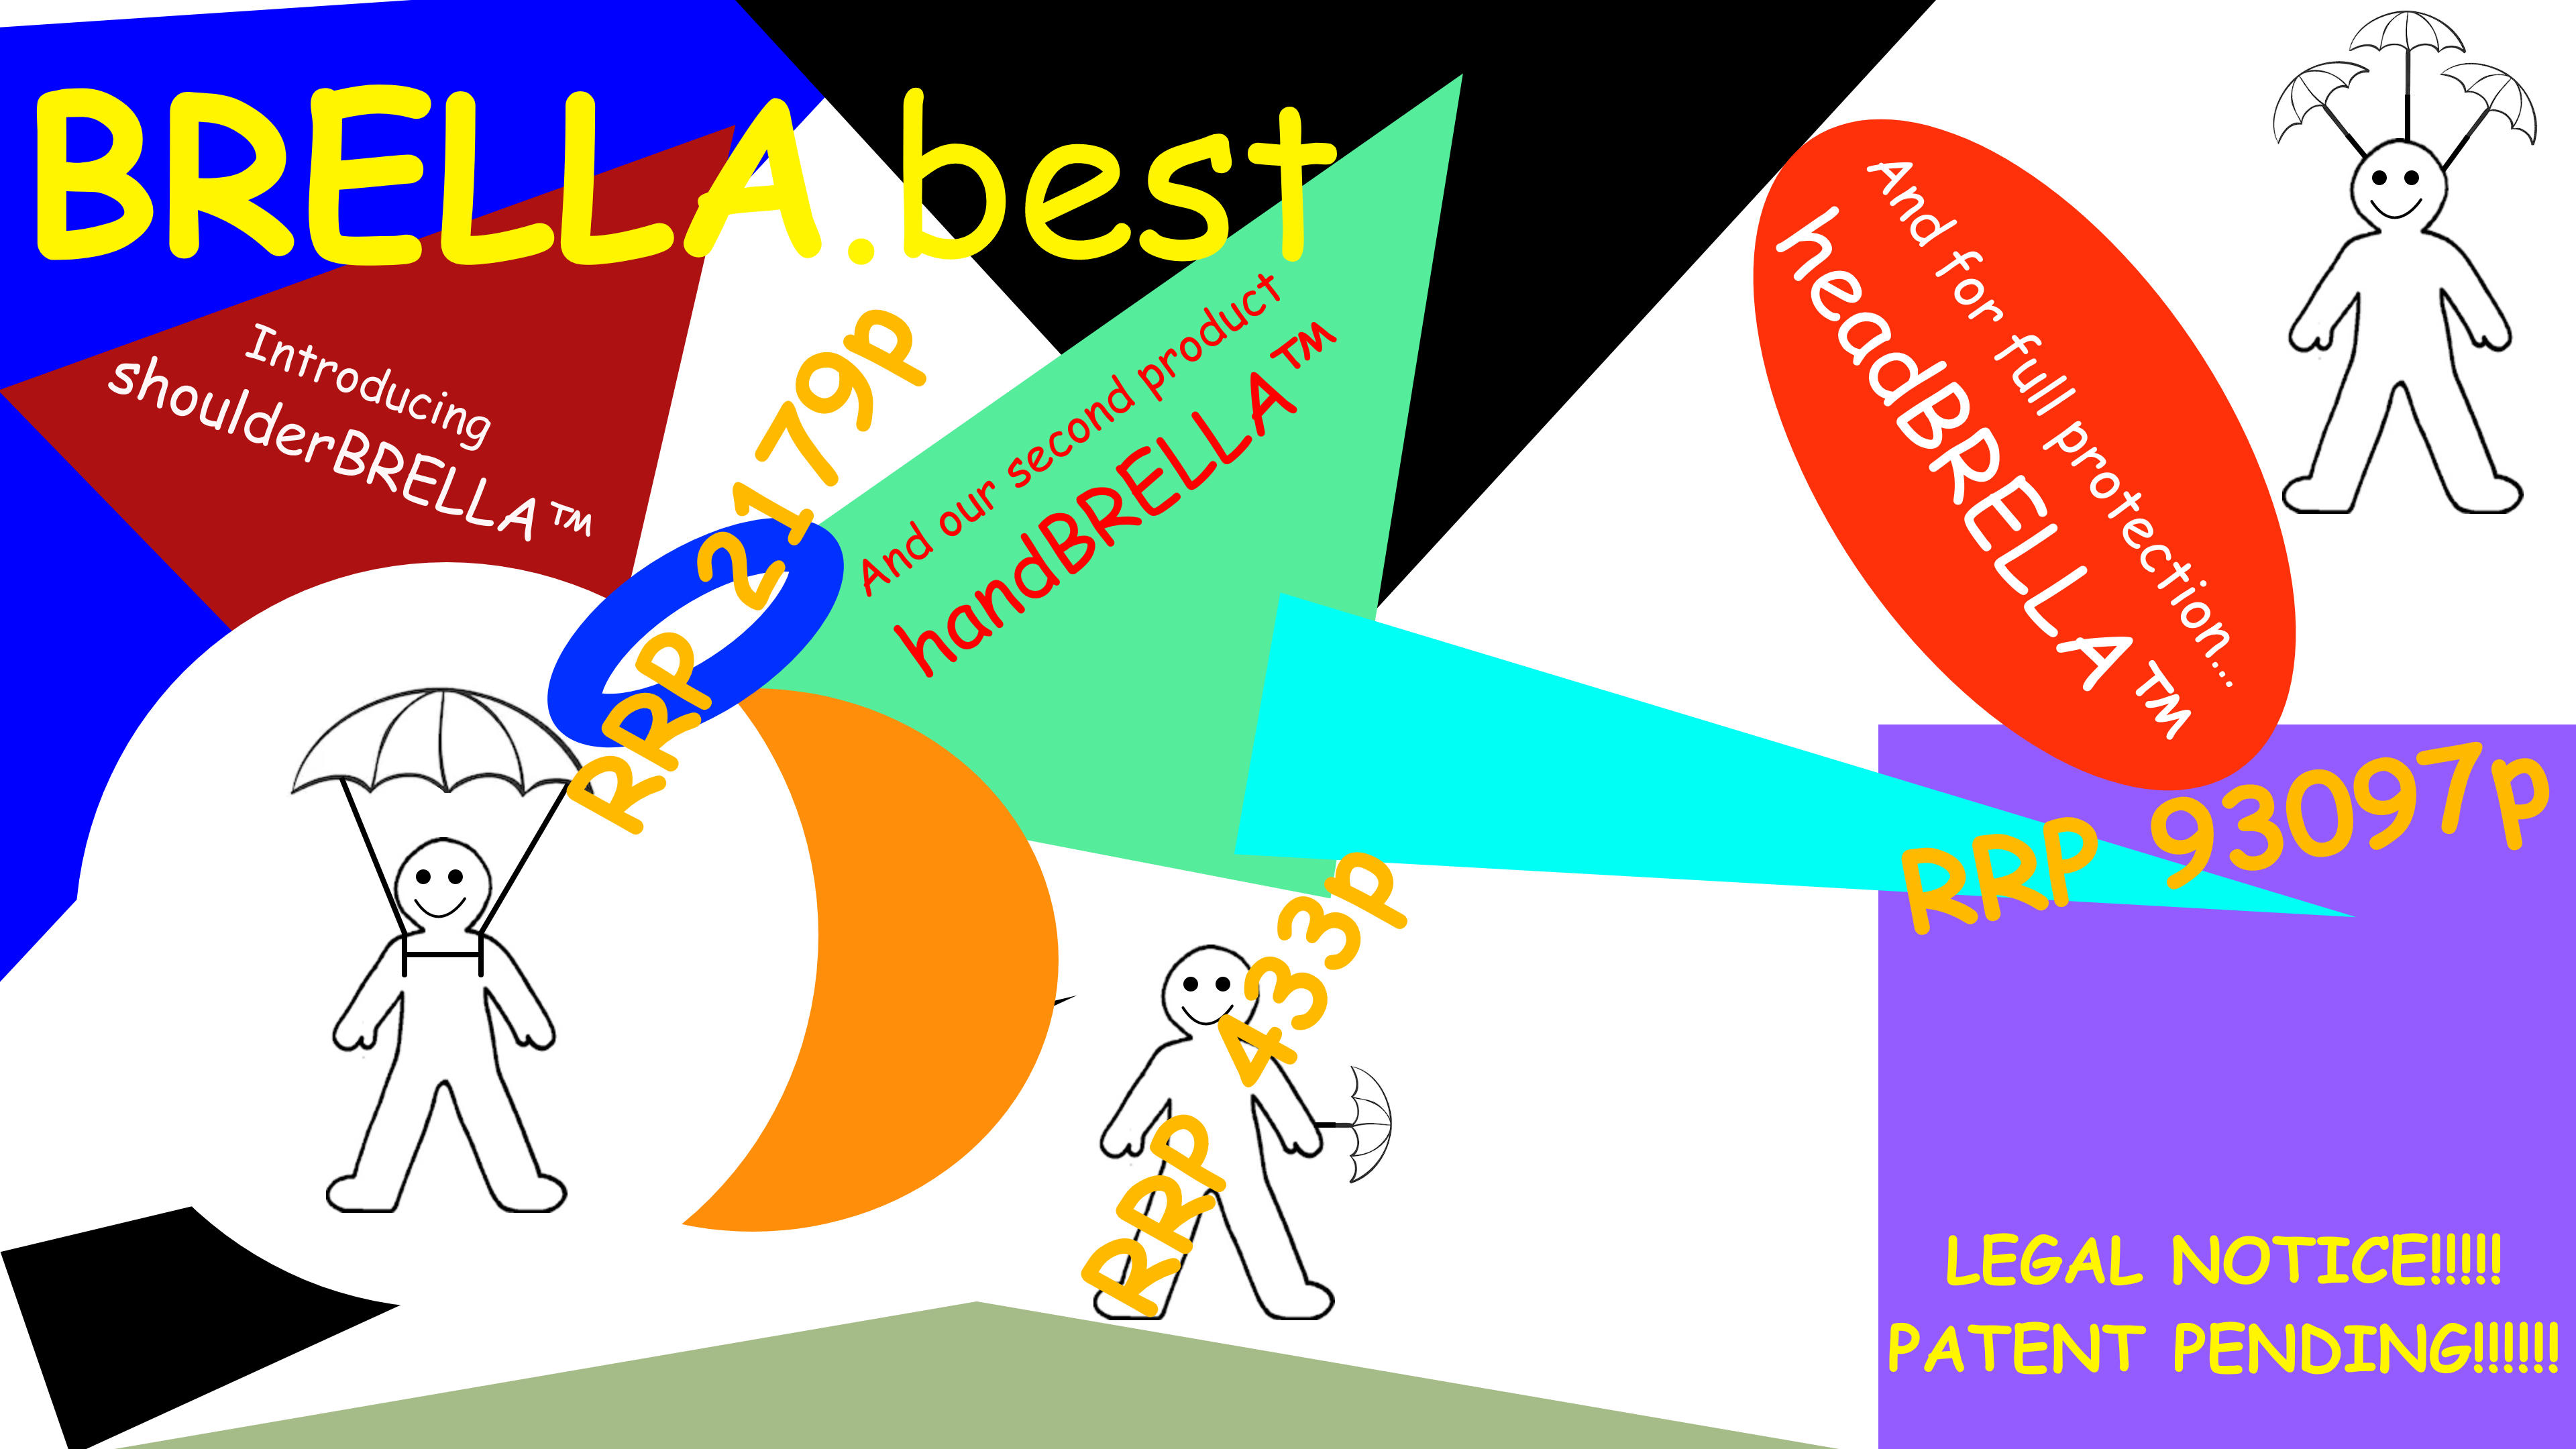 BRELLA.best
Introducing
shoulderBRELLA™
RRP 2179p
And our second product
handBRELLA™
RRP 433p
And for full protection...
headBRELLA™
RRP 93097p
LEGAL NOTICE!!!!!
PATENT PENDING!!!!!!